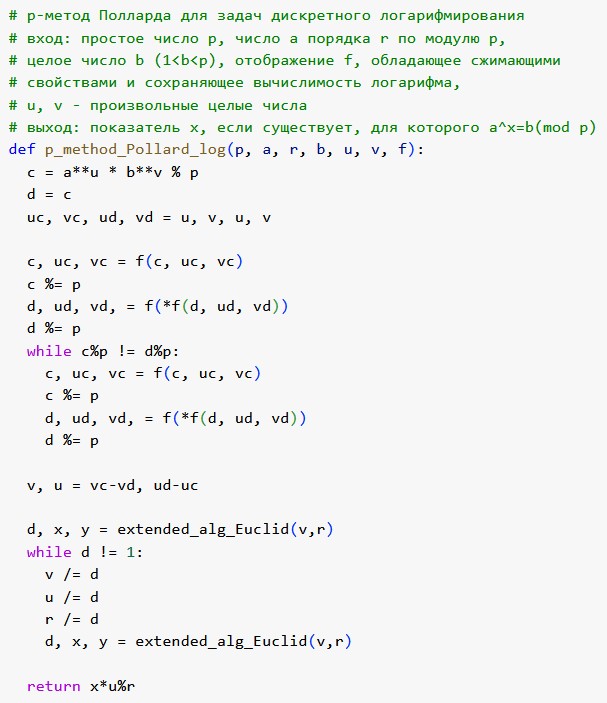 # p-метод Полларда для задач дискретного логарифмирования
# вход: простое число p, число a порядка r по модулю p,
# целое число b (1<b<p), отображение f, обладающее сжимающими
# свойствами и сохраняющее вычислимость логарифма,
# u, v - произвольные целые числа
# выход: показатель x, если существует, для которого a^x=b(mod p)
def p_method_Pollard_log(p, a, r, b, u, v, f):
  c = a**u * b**v % p
  d = c
  uc, vc, ud, vd = u, v, u, v

  c, uc, vc = f(c, uc, vc)
  c %= p
  d, ud, vd, = f(*f(d, ud, vd))
  d %= p
  while c%p != d%p:
    c, uc, vc = f(c, uc, vc)
    c %= p
    d, ud, vd, = f(*f(d, ud, vd))
    d %= p

  v, u = vc-vd, ud-uc

  d, x, y = extended_alg_Euclid(v,r)
  while d != 1:
    v /= d
    u /= d
    r /= d
    d, x, y = extended_alg_Euclid(v,r)

  return x*u%r